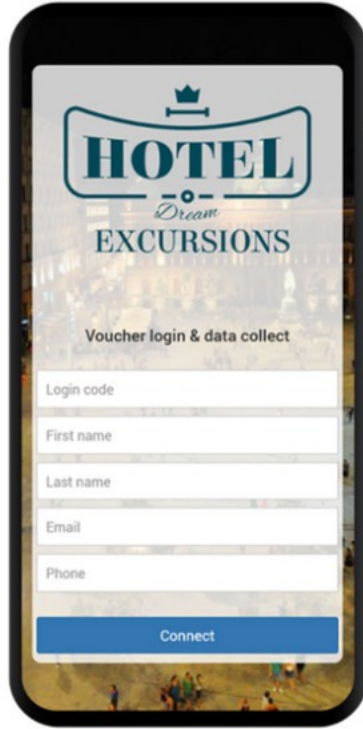 HOTEL
Dream
EXCURSIONS
Voucher login & data collect
Login code
First name
Last name
Email
Phone
Connect